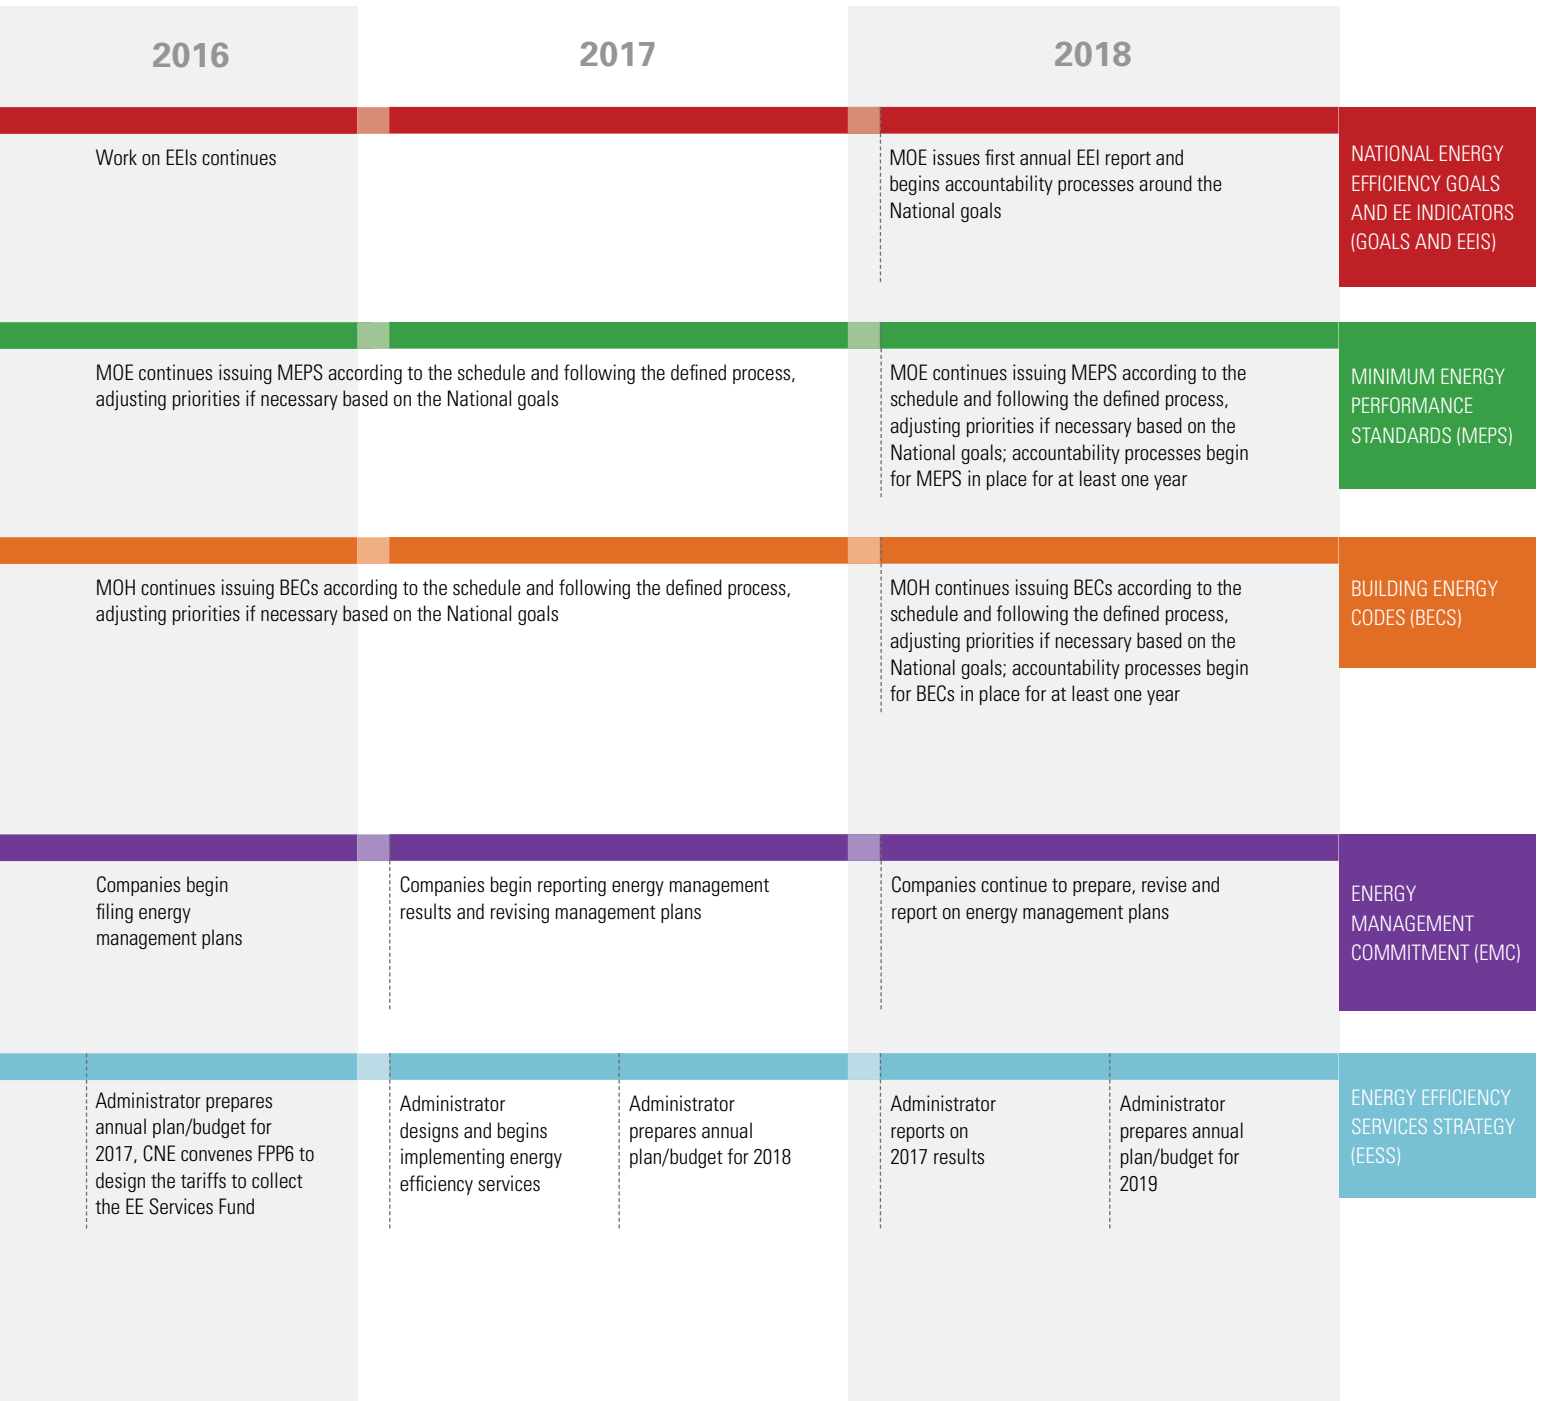 2016
2017
2018
Work on EEIs continues
MOE issues first annual EEI report and
begins accountability processes around the
National goals
NATIONAL ENERGY
EFFICIENCY GOALS
AND EE INDICATORS
(GOALS AND EEIS)
MOE continues issuing MEPS according to the schedule and following the defined process,
adjusting priorities if necessary based on the National goals
MOE continues issuing MEPS according to the
schedule and following the defined process,
adjusting priorities if necessary based on the
National goals; accountability processes begin
for MEPS in place for at least one year
MINIMUM ENERGY
PERFORMANCE
STANDARDS (MEPS)
MOH continues issuing BECs according to the schedule and following the defined process,
adjusting priorities if necessary based on the National goals
MOH continues issuing BECs according to the
schedule and following the defined process,
adjusting priorities if necessary based on the
National goals; accountability processes begin
for BECs in place for at least one year
BUILDING ENERGY
CODES (BECS)
Companies begin
filing energy
management plans
Companies begin reporting energy management
results and revising management plans
Companies continue to prepare, revise and
report on energy management plans
ENERGY
MANAGEMENT
COMMITMENT (EMC)
Administrator prepares
annual plan/budget for
2017, CNE convenes FPP6 to
design the tariffs to collect
the EE Services Fund
Administrator
designs and begins
implementing energy
efficiency services
Administrator
prepares annual
plan/budget for 2018
Administrator
reports on
2017 results
Administrator
prepares annual
plan/budget for
2019
ENERGY EFFICIENCY
SERVICES STRATEGY
(EESS)